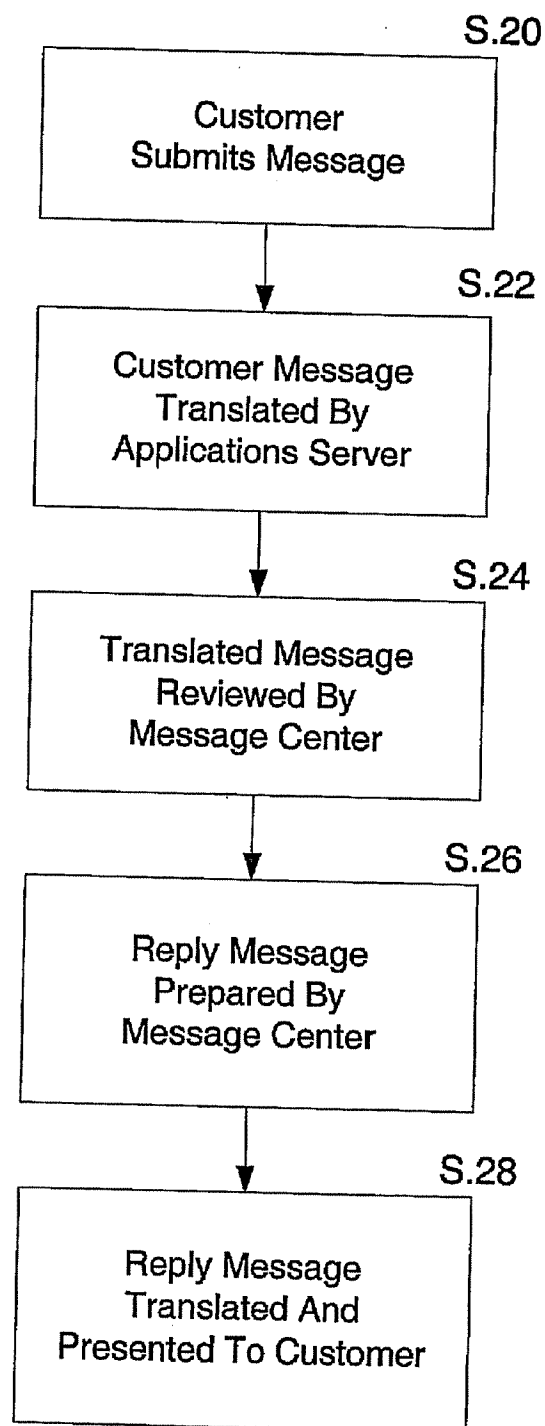 S.20
Customer
Submits Message
S.22
Customer Message
Translated By
Applications Server
S.24
Translated Message
Reviewed By
Message Center
S.26
Reply Message
Prepared By
Message Center
S.28
Reply Message
Translated And
Presented To Customer